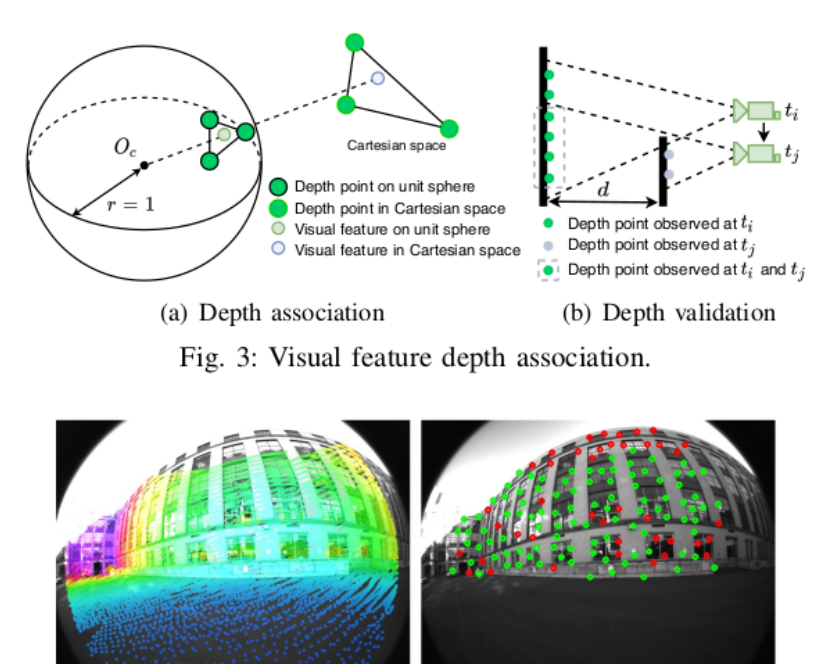 O_c
r = 1
Cartesian space
Depth point on unit sphere
Depth point in Cartesian space
Visual feature on unit sphere
Visual feature in Cartesian space
t_i
t_j
d
Depth point observed at t_i
Depth point observed at t_j
Depth point observed at t_i and t_j
(a) Depth association
(b) Depth validation
Fig. 3: Visual feature depth association.